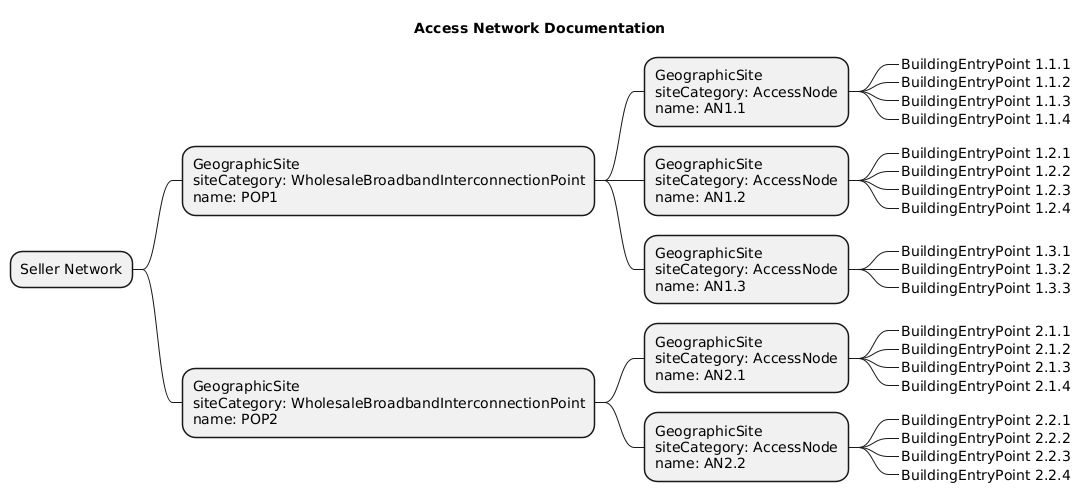 Access Network Documentation
Seller Network
GeographicSite
siteCategory: WholesaleBroadbandInterconnectionPoint
name: POP1
GeographicSite
siteCategory: AccessNode
name: AN1.1
BuildingEntryPoint 1.1.1
BuildingEntryPoint 1.1.2
BuildingEntryPoint 1.1.3
BuildingEntryPoint 1.1.4
GeographicSite
siteCategory: AccessNode
name: AN1.2
BuildingEntryPoint 1.2.1
BuildingEntryPoint 1.2.2
BuildingEntryPoint 1.2.3
BuildingEntryPoint 1.2.4
GeographicSite
siteCategory: AccessNode
name: AN1.3
BuildingEntryPoint 1.3.1
BuildingEntryPoint 1.3.2
BuildingEntryPoint 1.3.3
GeographicSite
siteCategory: WholesaleBroadbandInterconnectionPoint
name: POP2
GeographicSite
siteCategory: AccessNode
name: AN2.1
BuildingEntryPoint 2.1.1
BuildingEntryPoint 2.1.2
BuildingEntryPoint 2.1.3
BuildingEntryPoint 2.1.4
GeographicSite
siteCategory: AccessNode
name: AN2.2
BuildingEntryPoint 2.2.1
BuildingEntryPoint 2.2.2
BuildingEntryPoint 2.2.3
BuildingEntryPoint 2.2.4